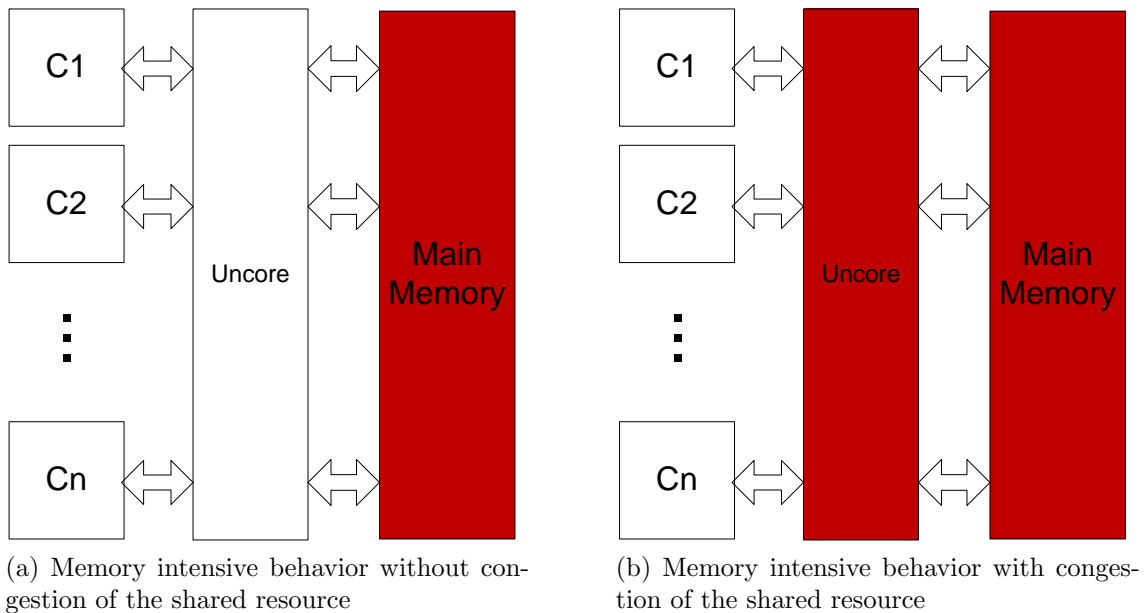 C1
C2
Cn
Uncore
Main
Memory
(a) Memory intensive behavior without con-
gestion of the shared resource
C1
C2
Cn
Uncore
Main
Memory
(b) Memory intensive behavior with conges-
tion of the shared resource